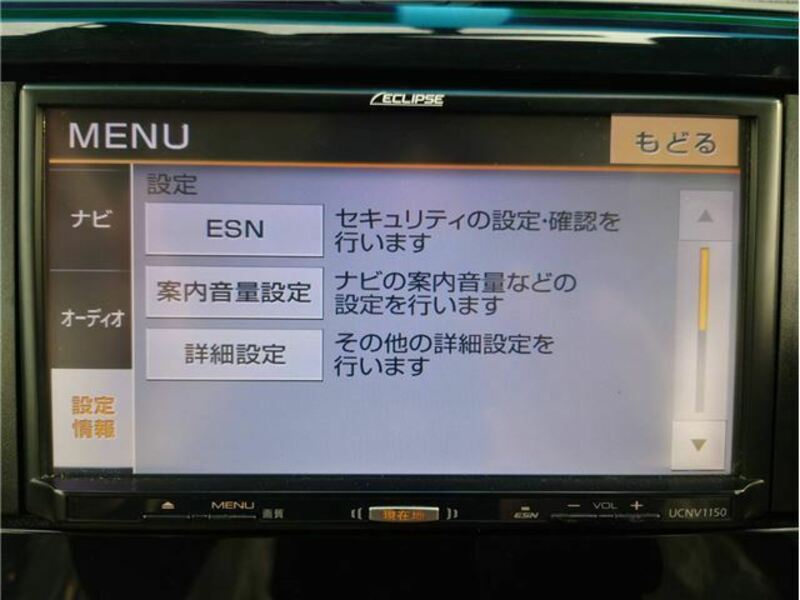 ECLIPSE
MENU
もどる
設定
ナビ
ESN
セキュリティの設定・確認を
行います
案内音量設定
ナビの案内音量などの
設定を行います
オーディオ
詳細設定
その他の詳細設定を
行います
設定
情報
MENU
画質
現在地
ESN
− VOL +
UCNV1150